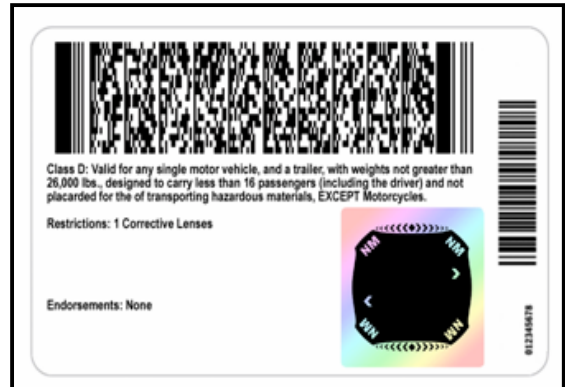 Class D: Valid for any single motor vehicle, and a trailer, with weights not greater than
26,000 lbs., designed to carry less than 16 passengers (including the driver) and not
placarded for the of transporting hazardous materials, EXCEPT Motorcycles.
Restrictions: 1 Corrective Lenses
NM NM
Endorsements: None
NM NM
012345678